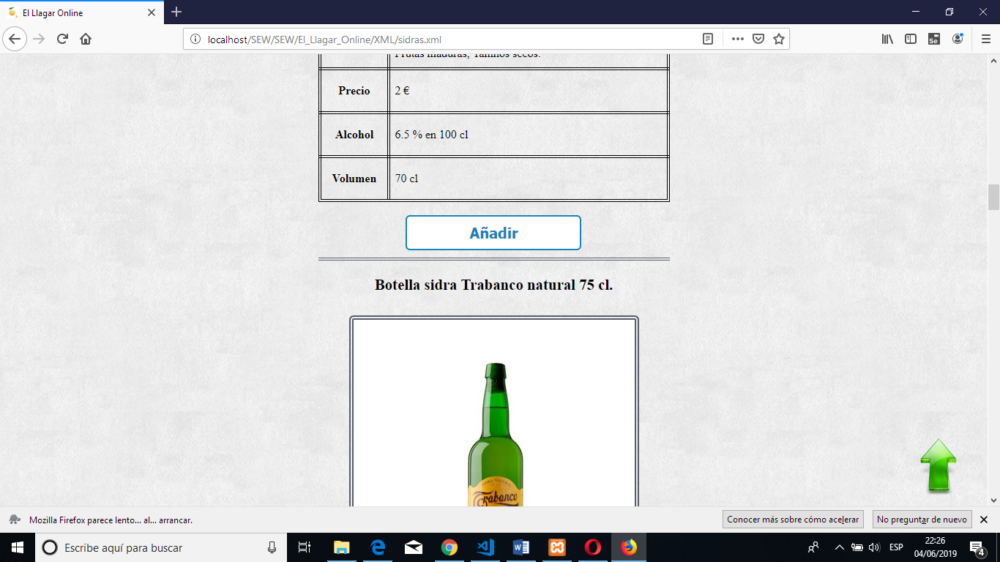 El Llagar Online
localhost/SEW/SEW/El_Llagar_Online/XML/sidras.xml
Se
Frutas maduras, Taninos secos.
Precio 2 €
Alcohol 6.5 % en 100 cl
Volumen 70 cl
Añadir
Botella sidra Trabanco natural 75 cl.
SIDRA NATURAL
Trabanco
Mozilla Firefox parece lento... al... arrancar.
Conocer más sobre cómo acelerar
No preguntar de nuevo
Escribe aquí para buscar
ESP
22:26
04/06/2019
4